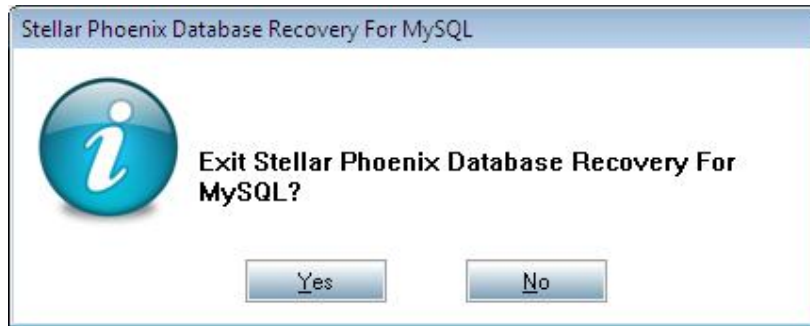 Stellar Phoenix Database Recovery For MySQL
Exit Stellar Phoenix Database Recovery For
MySQL?
Yes No